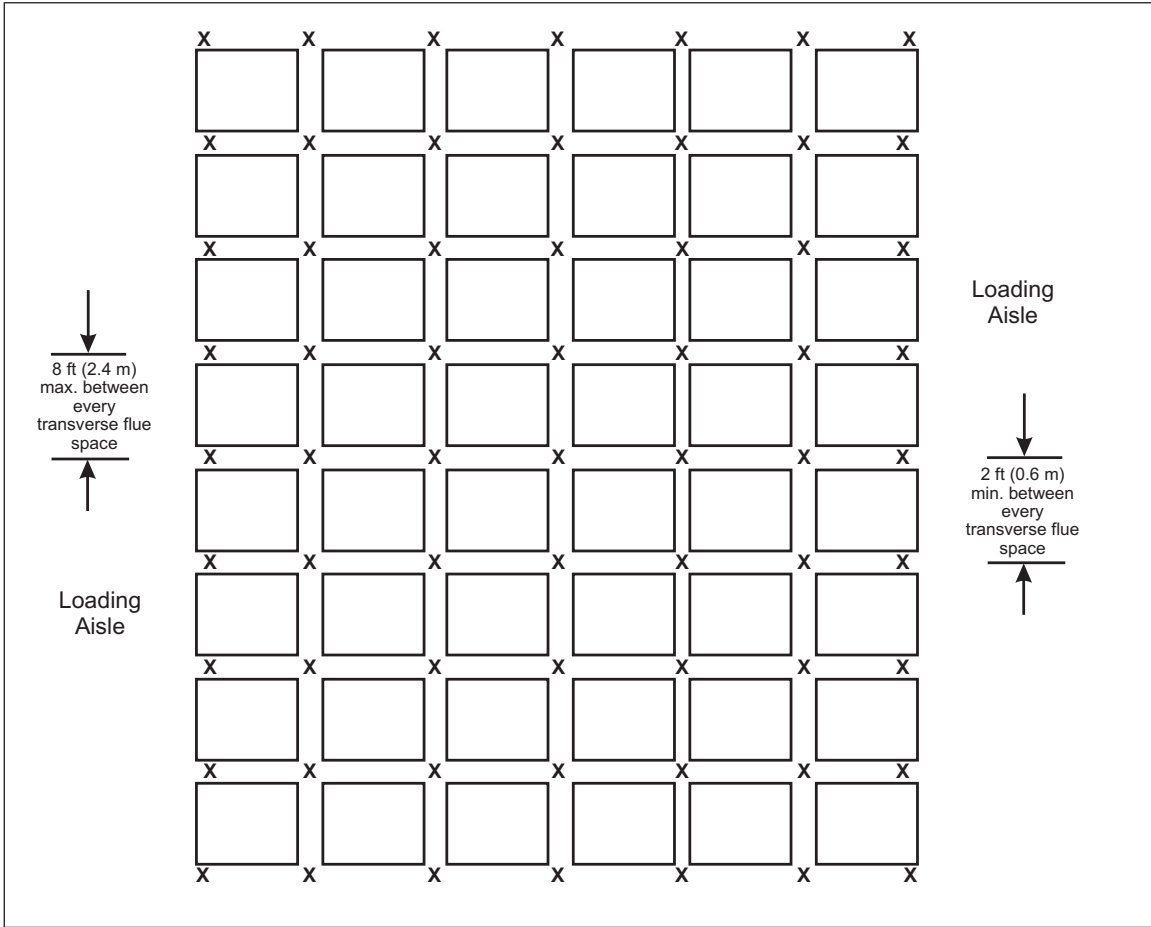 X X X X X X X
X X X X X X X
X X X X X X X
Loading
Aisle
X X X X X X X
8 ft (2.4 m)
max. between
every
transverse flue
space
X X X X X X X
2 ft (0.6 m)
min. between
every
transverse flue
space
X X X X X X X
Loading
Aisle
X X X X X X X
X X X X X X X
X X X X X X X